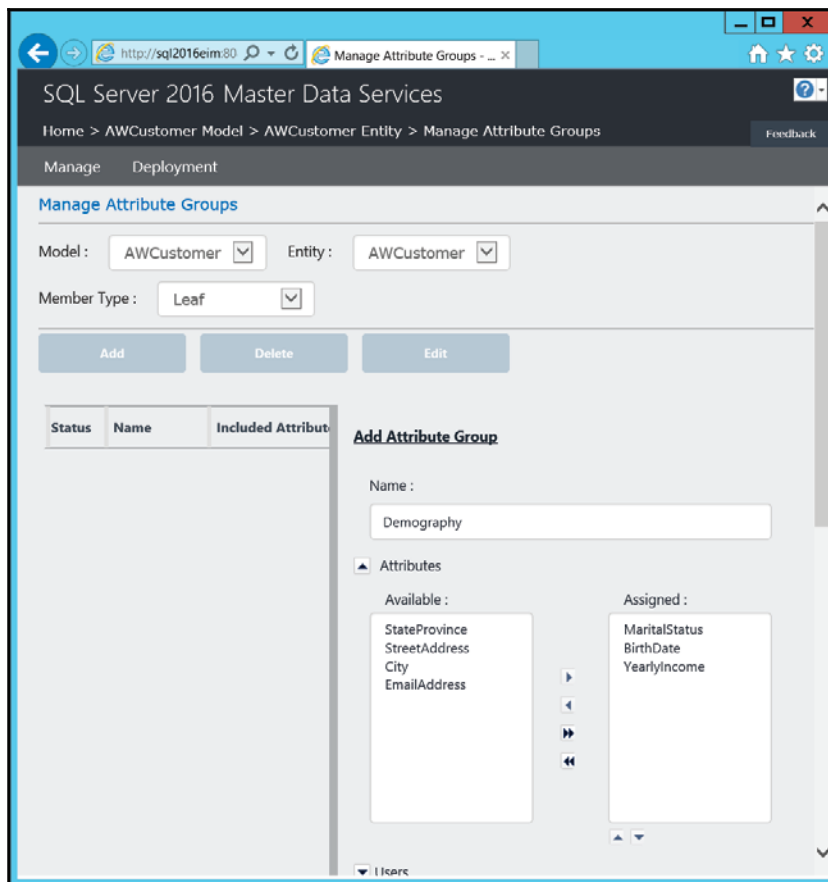 http://sql2016eim:80
Manage Attribute Groups - ...
SQL Server 2016 Master Data Services
Home > AWCustomer Model > AWCustomer Entity > Manage Attribute Groups
Feedback
Manage Deployment
Manage Attribute Groups
Model : AWCustomer Entity : AWCustomer
Member Type : Leaf
Add Delete Edit
Status Name Included Attribut
Add Attribute Group
Name :
Demography
Attributes
Available : Assigned :
StateProvince MaritalStatus
StreetAddress BirthDate
City YearlyIncome
EmailAddress
Users